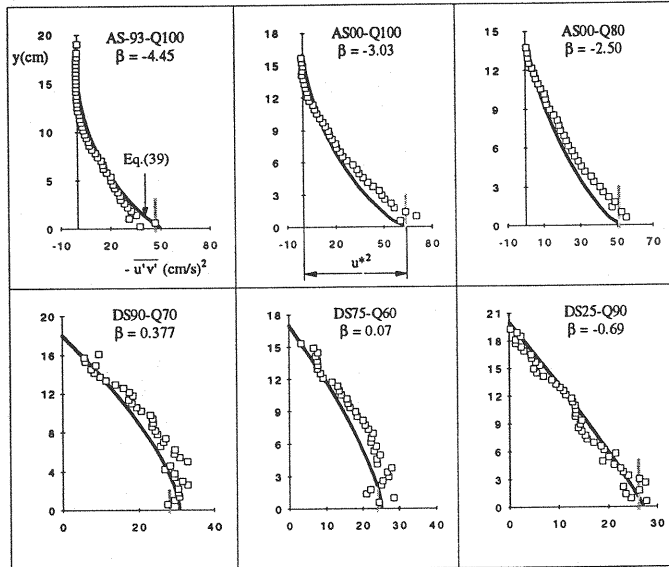 AS-93-Q100
β = -4.45
y(cm)
20
15
10
5
0
Eq.(39)
-10 20 50 80
- u'v' (cm/s)²
AS00-Q100
β = -3.03
18
15
12
9
6
3
0
-10 20 50 80
u*²
AS00-Q80
β = -2.50
15
12
9
6
3
0
-10 20 50 80
DS90-Q70
β = 0.377
20
16
12
8
4
0
0 10 20 30 40
DS75-Q60
β = 0.07
18
15
12
9
6
3
0
0 10 20 30 40
DS25-Q90
β = -0.69
21
18
15
12
9
6
3
0
0 10 20 30